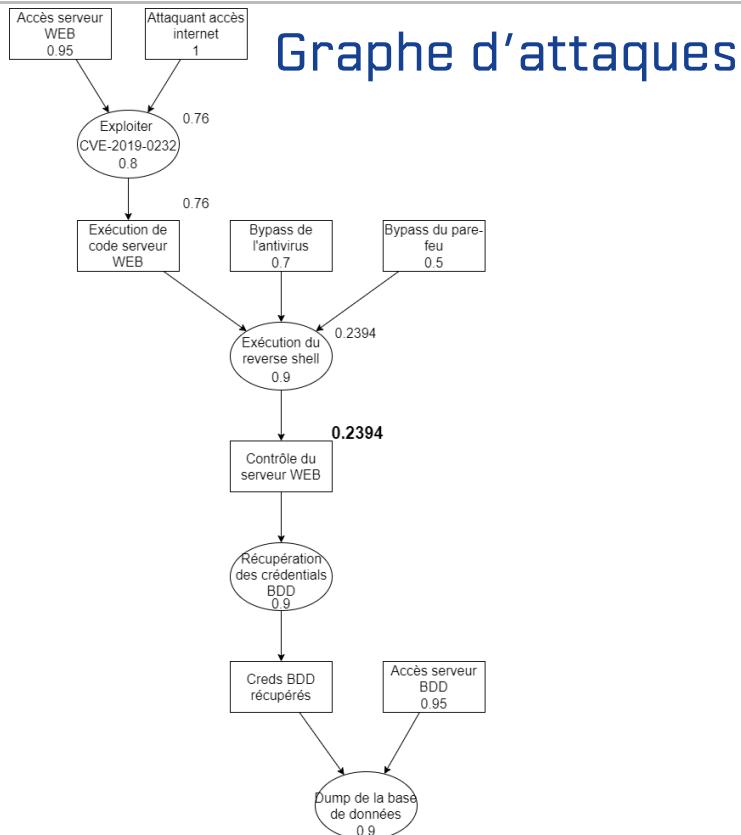 Graphe d'attaques
Accès serveur
WEB
0.95
Attaquant accès
internet
1
Exploiter
CVE-2019-0232
0.8
0.76
0.76
Exécution de
code serveur
WEB
Bypass de
l'antivirus
0.7
Bypass du pare-
feu
0.5
Exécution du
reverse shell
0.9
0.2394
0.2394
Contrôle du
serveur WEB
Récupération
des crédentials
BDD
0.9
Creds BDD
récupérés
Accès serveur
BDD
0.95
Dump de la base
de données
0.9